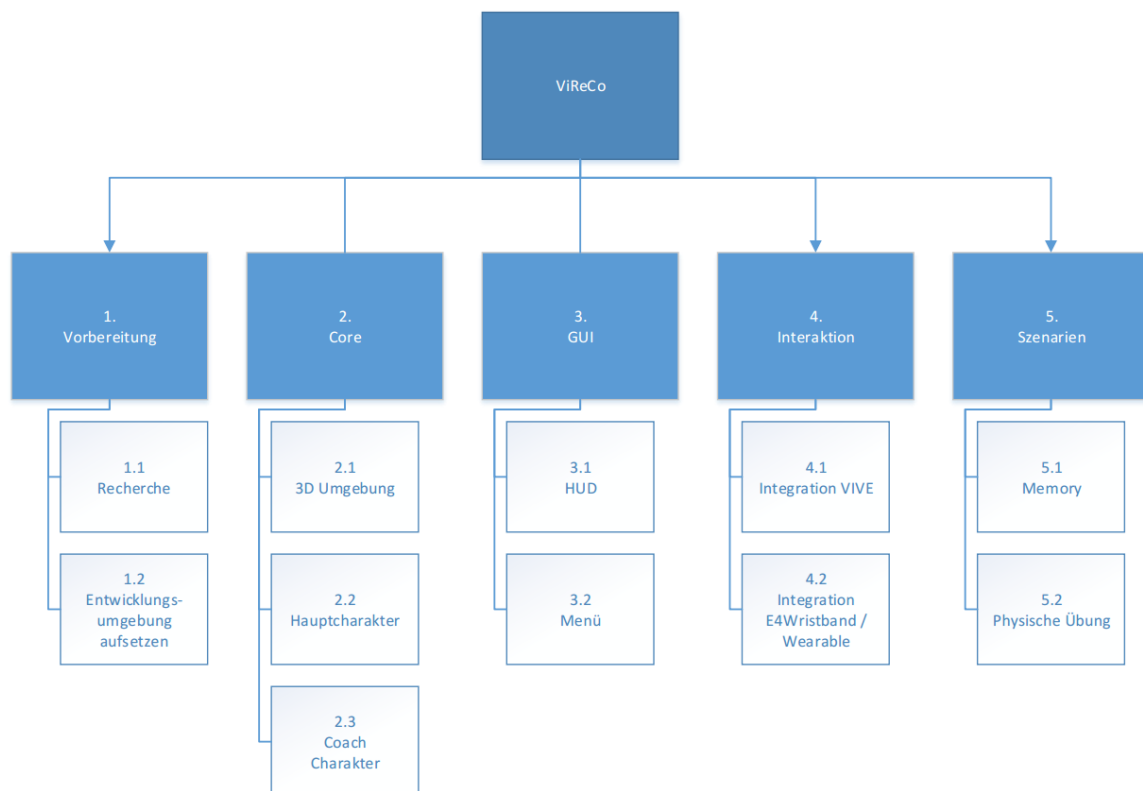 ViReCo
1.
Vorbereitung
2.
Core
3.
GUI
4.
Interaktion
5.
Szenarien
1.1
Recherche
1.2
Entwicklungs-
umgebung
aufsetzen
2.1
3D Umgebung
2.2
Hauptcharakter
2.3
Coach
Charakter
3.1
HUD
3.2
Menü
4.1
Integration VIVE
4.2
Integration
E4Wristband /
Wearable
5.1
Memory
5.2
Physische Übung